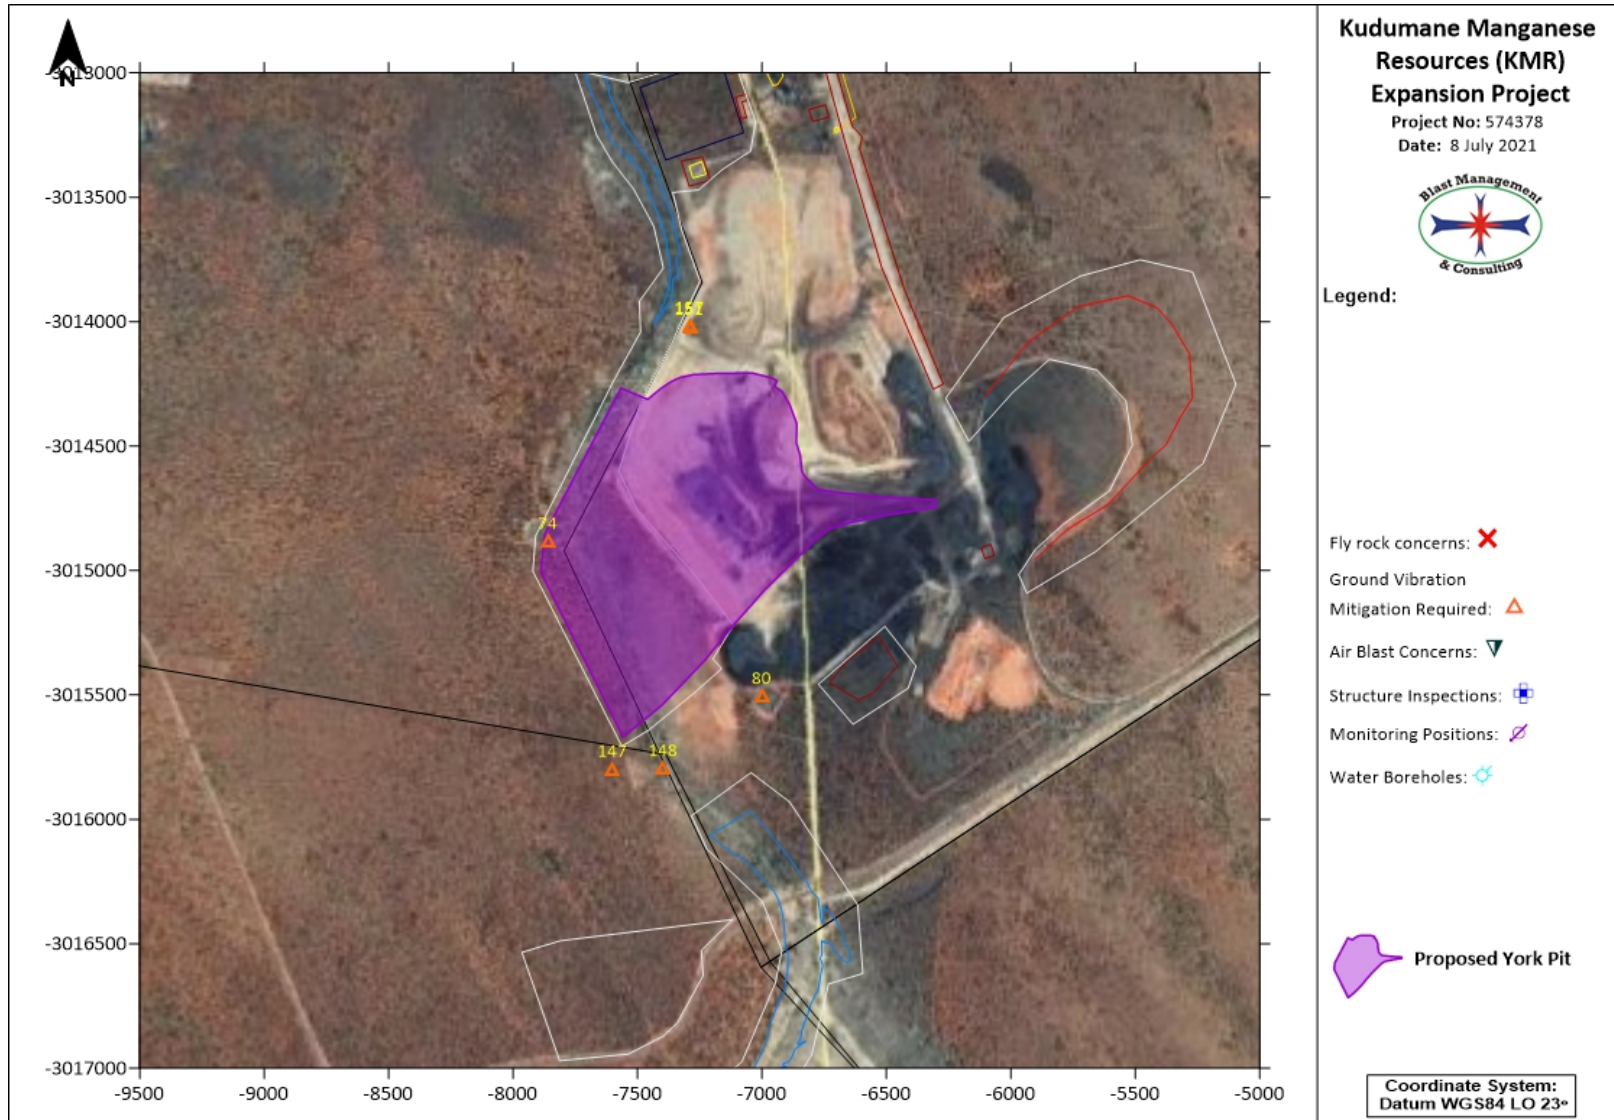 Kudumane Manganese
Resources (KMR)
Expansion Project
Project No: 574378
Date: 8 July 2021
Blast Management
& Consulting
Legend:
Fly rock concerns:
Ground Vibration
Mitigation Required:
Air Blast Concerns:
Structure Inspections:
Monitoring Positions:
Water Boreholes:
Proposed York Pit
Coordinate System:
Datum WGS84 LO 23°
N
-3013000
-3013500
-3014000
-3014500
-3015000
-3015500
-3016000
-3016500
-3017000
-9500 -9000 -8500 -8000 -7500 -7000 -6500 -6000 -5500 -5000
74
80
147 148